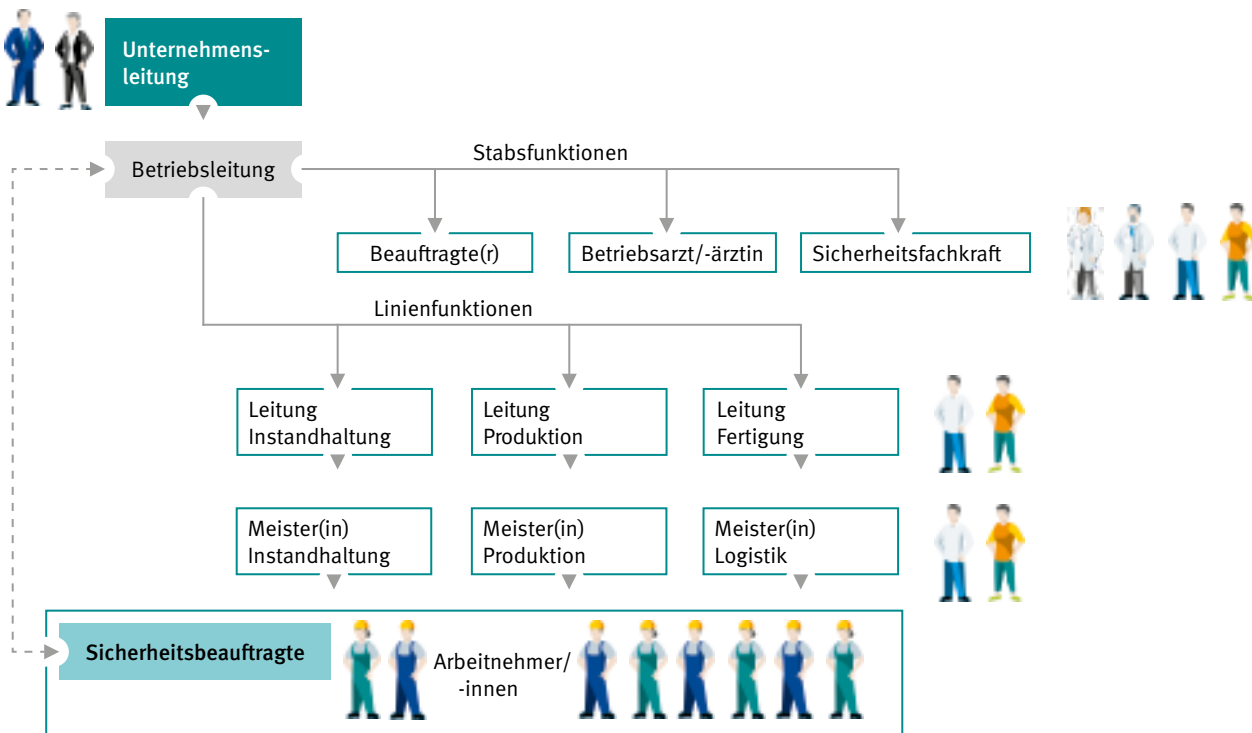 Unternehmens-
leitung
Betriebsleitung
Stabsfunktionen
Beauftragte(r)
Betriebsarzt/-ärztin
Sicherheitsfachkraft
Linienfunktionen
Leitung
Instandhaltung
Leitung
Produktion
Leitung
Fertigung
Meister(in)
Instandhaltung
Meister(in)
Produktion
Meister(in)
Logistik
Sicherheitsbeauftragte
Arbeitnehmer/
-innen